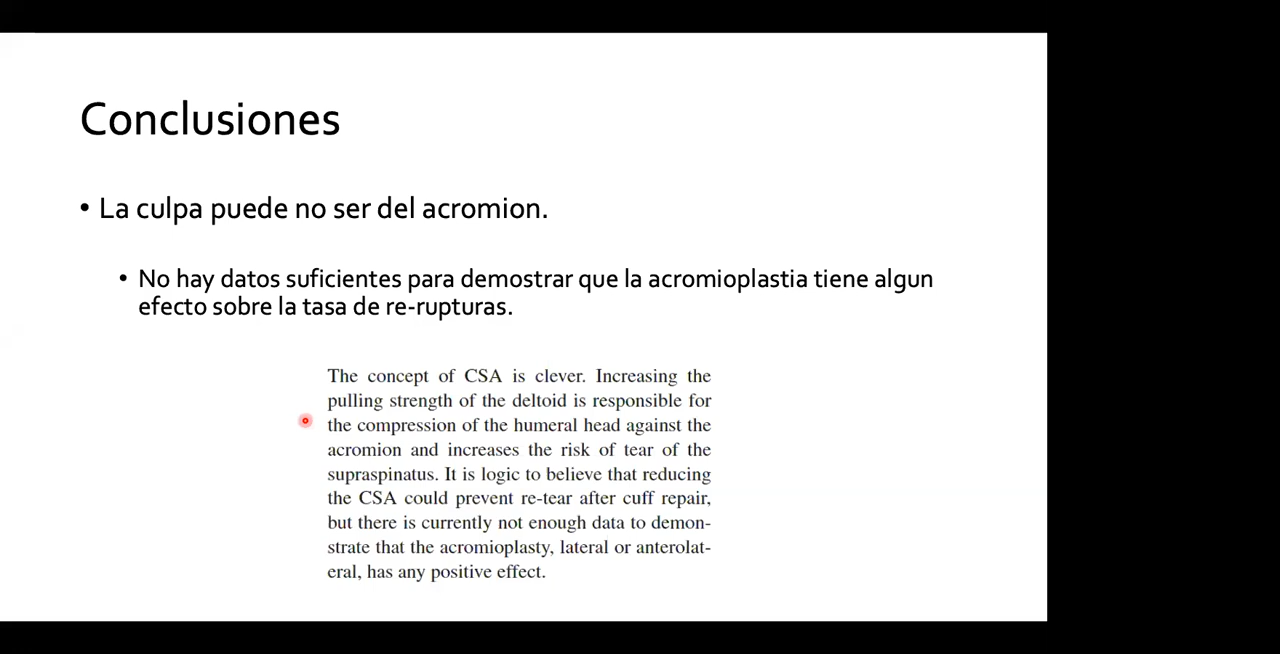 Conclusiones
• La culpa puede no ser del acromion.
• No hay datos suficientes para demostrar que la acromioplastia tiene algun
efecto sobre la tasa de re-rupturas.
The concept of CSA is clever. Increasing the
pulling strength of the deltoid is responsible for
the compression of the humeral head against the
acromion and increases the risk of tear of the
supraspinatus. It is logic to believe that reducing
the CSA could prevent re-tear after cuff repair,
but there is currently not enough data to demon-
strate that the acromioplasty, lateral or anterolat-
eral, has any positive effect.